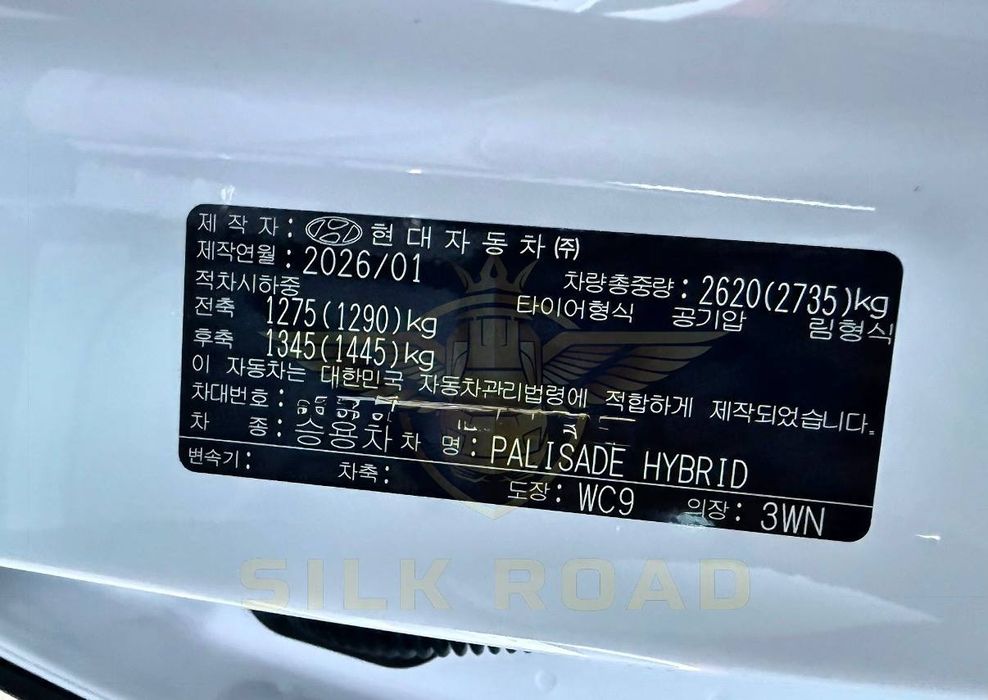 제 작 자 : 현 대 자 동 차 ㈜
제작연월 : 2026/01 차량총중량 : 2620(2735)kg
적차시하중 타이어형식 공기압 림형식
전축 1275(1290)kg
후축 1345(1445)kg
이 자동차는 대한민국 자동차관리법령에 적합하게 제작되었습니다.
차대번호 :
차 종 : 승용차 차 명 : PALISADE HYBRID
변속기 : 차축 : 도장 : WC9 의장 : 3WN
SILK ROAD